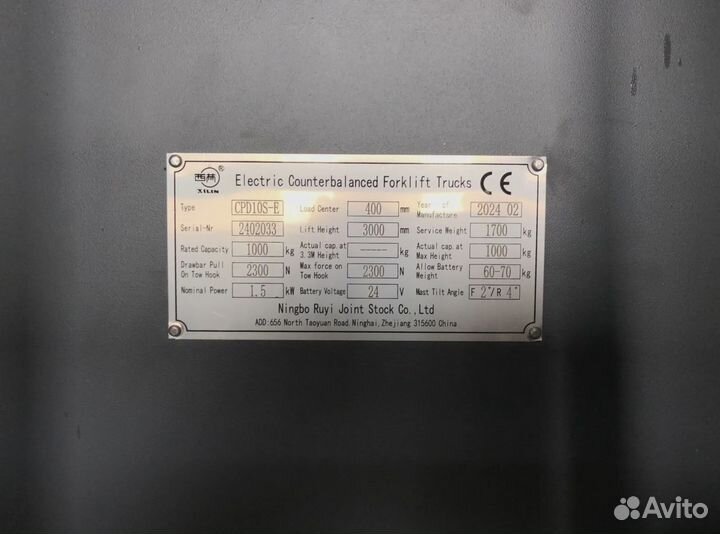 西林 ®
XILIN
Electric Counterbalanced Forklift Trucks CE
Type CPD10S-E Load Center 400 mm Year of Manufacture 2024 02
Serial-Nr 2402033 Lift Height 3000 mm Service Weight 1700 kg
Rated Capacity 1000 kg Actual cap. at 3.3M Height ----- kg Actual cap. at Max Height 1000 kg
Drawbar Pull On Tow Hook 2300 N Max force on Tow Hook 2300 N Allow Battery Weight 60-70 kg
Nominal Power 1.5 kW Battery Voltage 24 V Mast Tilt Angle F 2°/R 4°
Ningbo Ruyi Joint Stock Co.,Ltd
ADD:656 North Taoyuan Road, Ninghai, Zhejiang 315600 China
Avito